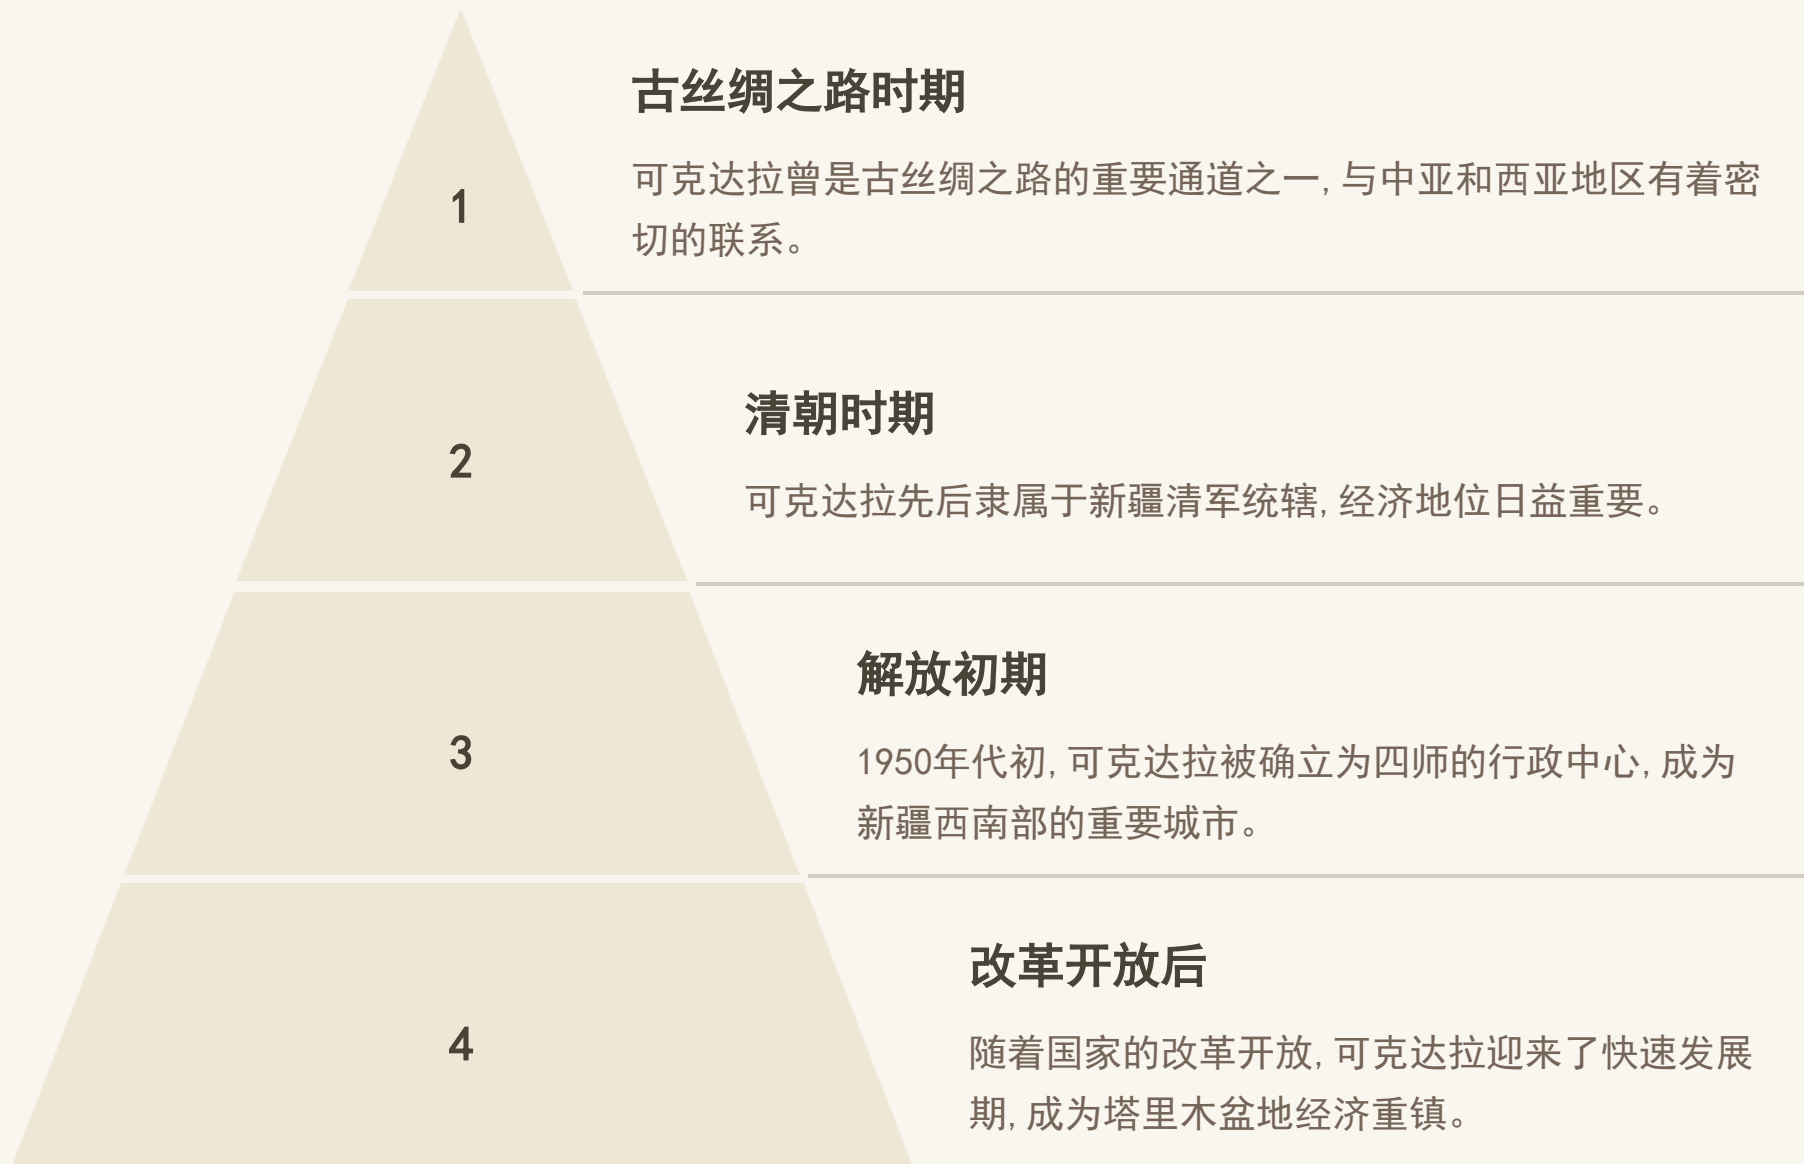 古丝绸之路时期
可克达拉曾是古丝绸之路的重要通道之一,与中亚和西亚地区有着密
切的联系。
1
清朝时期
可克达拉先后隶属于新疆清军统辖,经济地位日益重要。
2
解放初期
1950年代初,可克达拉被确立为四师的行政中心,成为
新疆西南部的重要城市。
3
改革开放后
随着国家的改革开放,可克达拉迎来了快速发展
期,成为塔里木盆地经济重镇。
4